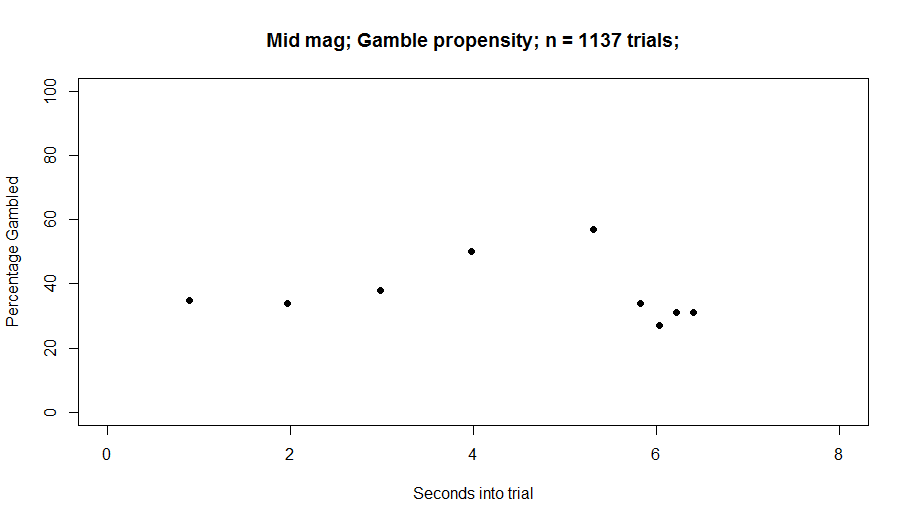 Mid mag; Gamble propensity; n = 1137 trials;
Percentage Gambled
100
80
60
40
20
0
0 2 4 6 8
Seconds into trial